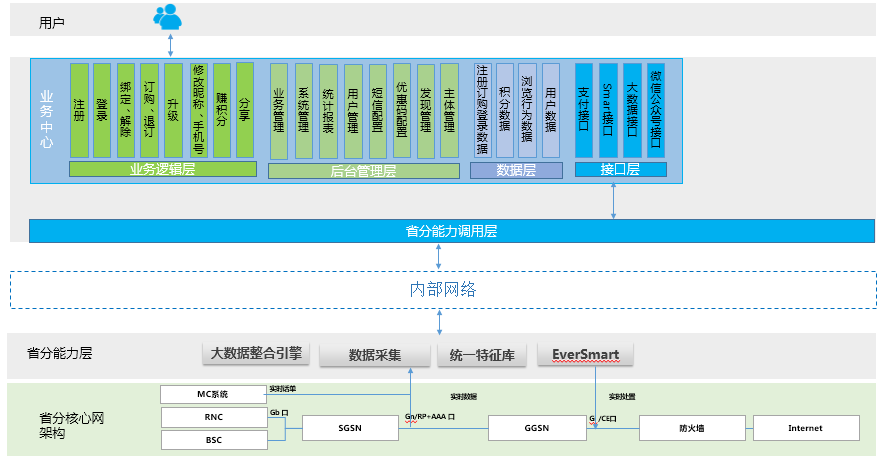 用户
业务中心
注册
登录
绑定、解除
订购、退订
升级
修改昵称、手机号
赚积分
分享
业务管理
系统管理
统计报表
用户管理
短信配置
优惠码配置
发现管理
主体管理
注册订购登录数据
积分数据
浏览行为数据
用户数据
支付接口
Smart接口
大数据接口
微信公众号接口
业务逻辑层
后台管理层
数据层
接口层
省分能力调用层
内部网络
省分能力层
大数据整合引擎
数据采集
统一特征库
EverSmart
省分核心网
架构
MC系统
实时话单
实时数据
实时处置
RNC
Gb 口
BSC
SGSN
Gn/RP+AAA 口
GGSN
/CE口
防火墙
Internet